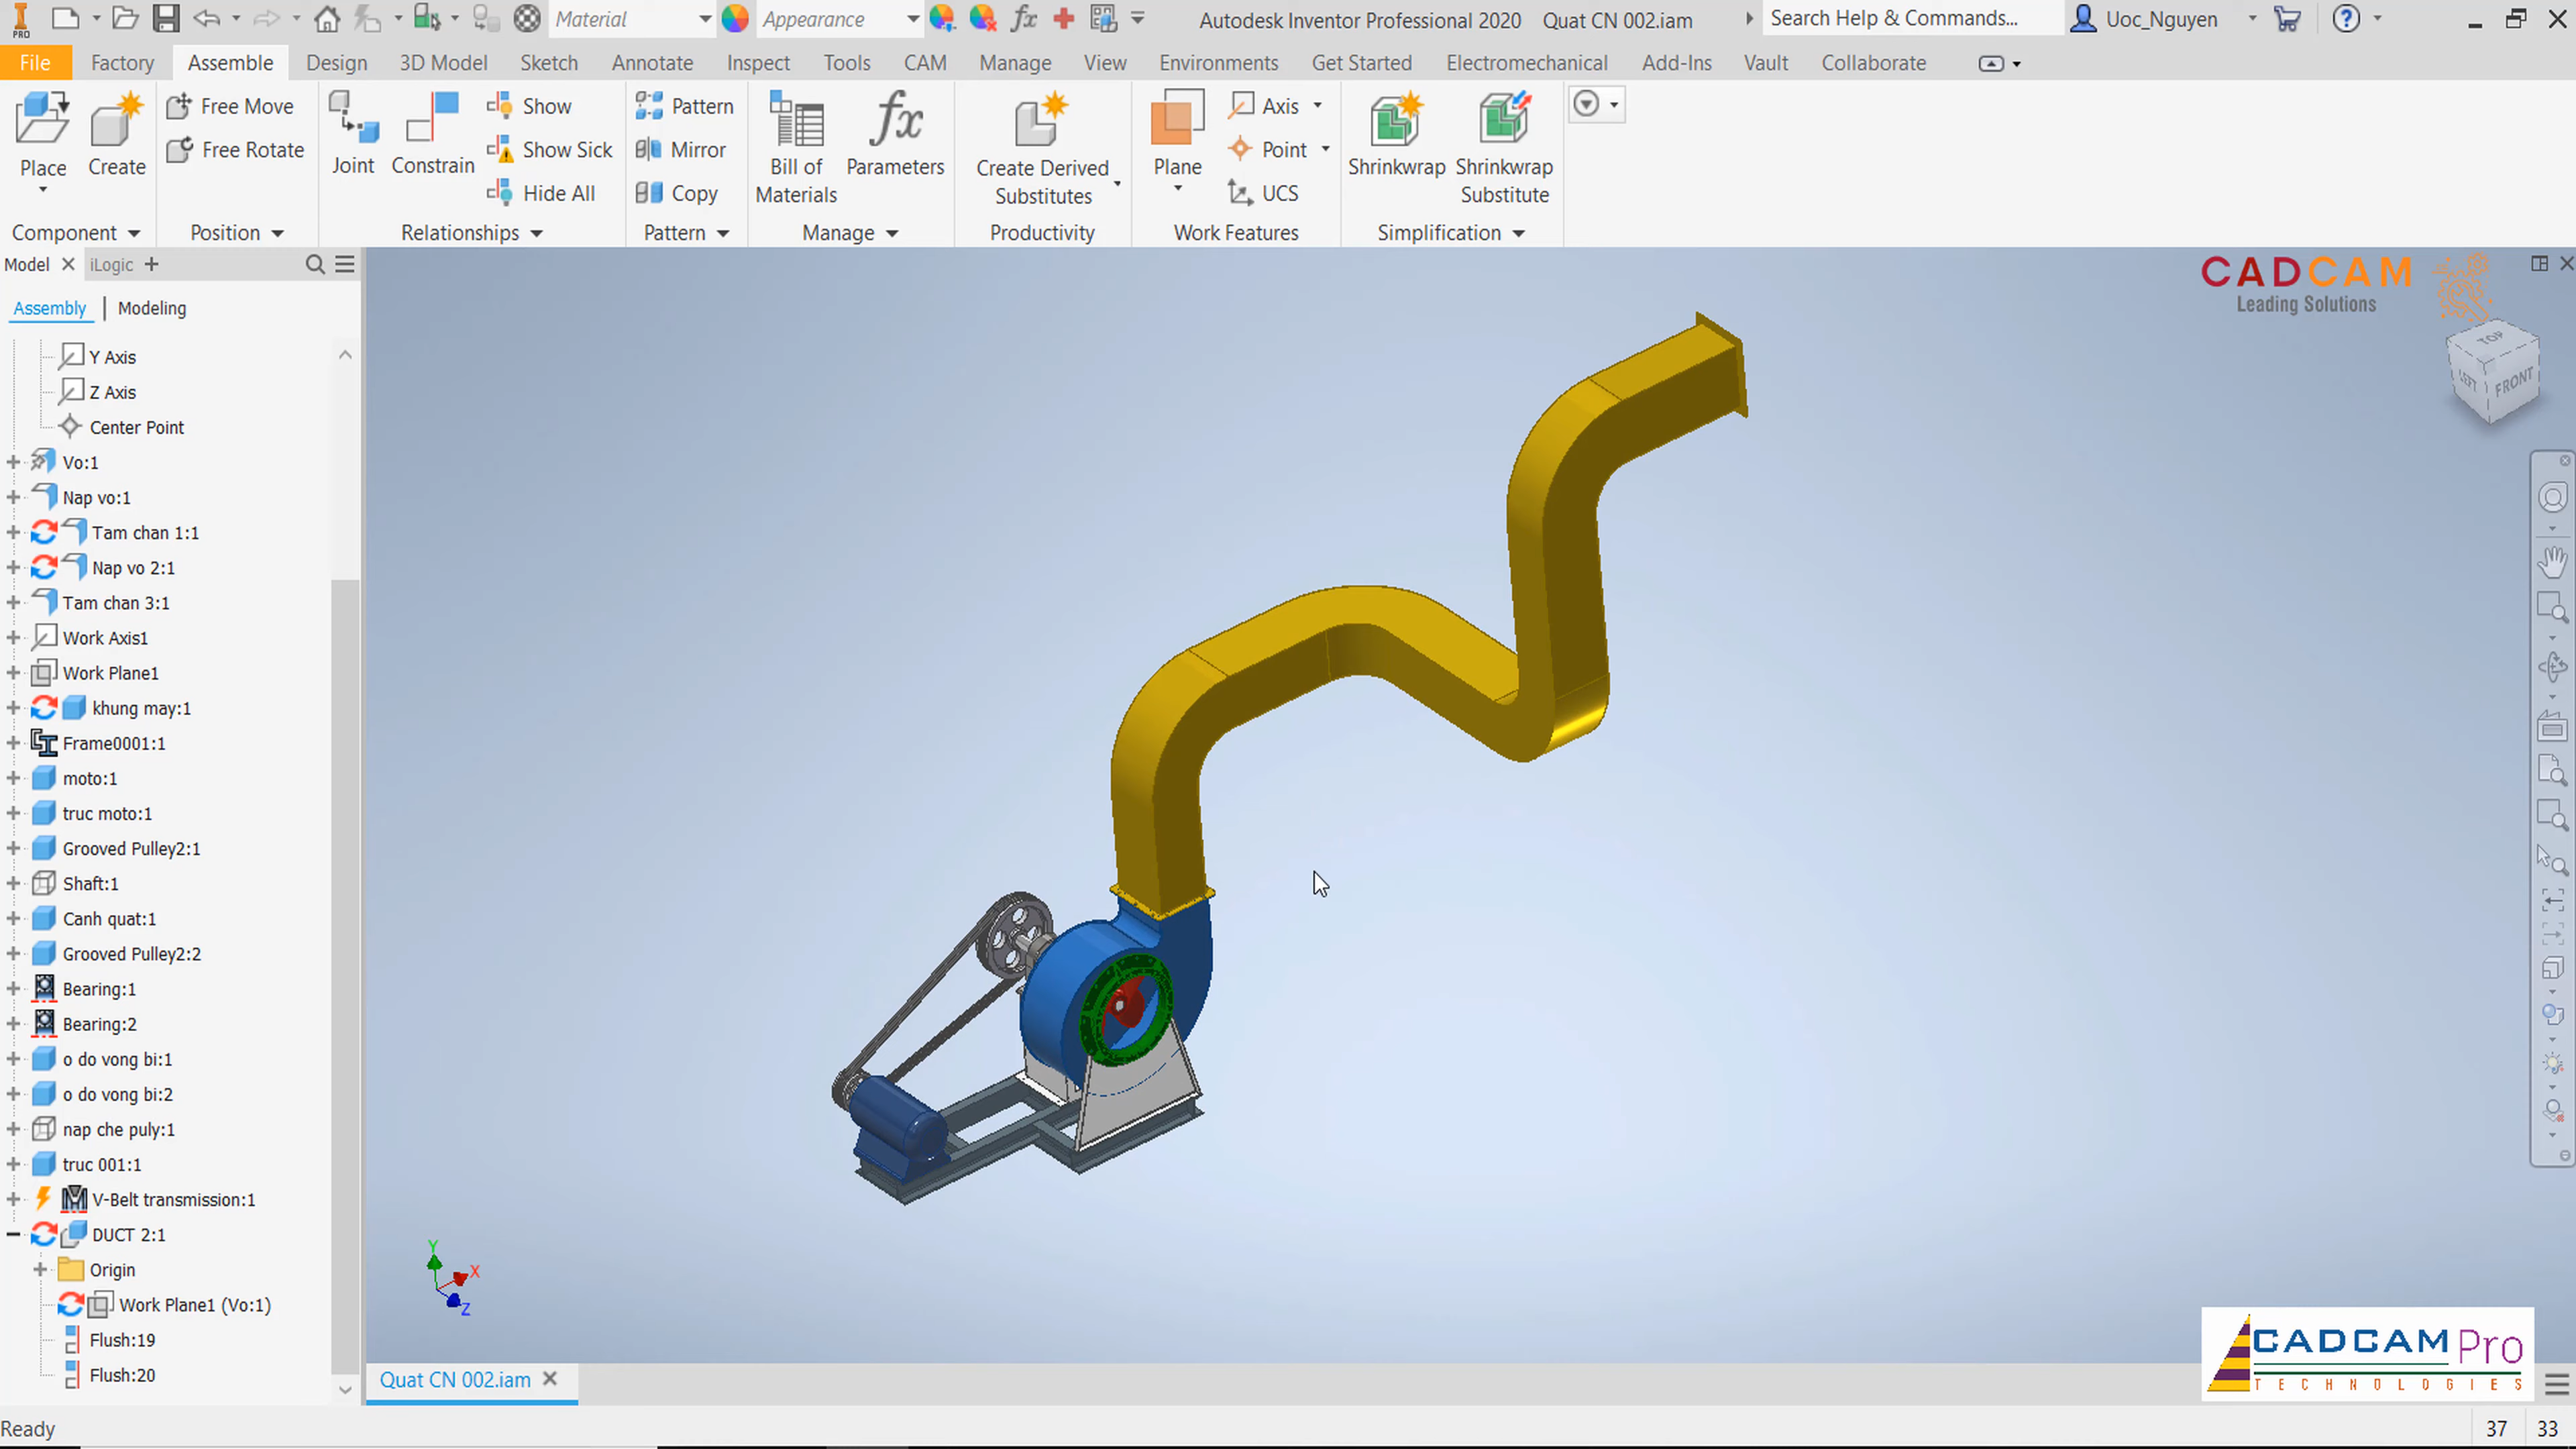 PRO
Material
Appearance
Autodesk Inventor Professional 2020 Quat CN 002.iam
Search Help & Commands...
Uoc_Nguyen
File
Factory
Assemble
Design
3D Model
Sketch
Annotate
Inspect
Tools
CAM
Manage
View
Environments
Get Started
Electromechanical
Add-Ins
Vault
Collaborate
Place
Create
Component
Free Move
Free Rotate
Position
Joint
Constrain
Show
Show Sick
Hide All
Relationships
Pattern
Mirror
Copy
Pattern
Bill of
Materials
fx
Parameters
Manage
Create Derived
Substitutes
Productivity
Plane
Axis
Point
UCS
Work Features
Shrinkwrap
Shrinkwrap
Substitute
Simplification
Model
iLogic
Assembly
Modeling
Y Axis
Z Axis
Center Point
Vo:1
Nap vo:1
Tam chan 1:1
Nap vo 2:1
Tam chan 3:1
Work Axis1
Work Plane1
khung may:1
Frame0001:1
moto:1
truc moto:1
Grooved Pulley2:1
Shaft:1
Canh quat:1
Grooved Pulley2:2
Bearing:1
Bearing:2
o do vong bi:1
o do vong bi:2
nap che puly:1
truc 001:1
V-Belt transmission:1
DUCT 2:1
Origin
Work Plane1 (Vo:1)
Flush:19
Flush:20
CADCAM
Leading Solutions
TOP
LEFT
FRONT
Y
X
Z
Quat CN 002.iam
CADCAM Pro
TECHNOLOGIES
Ready
37
33